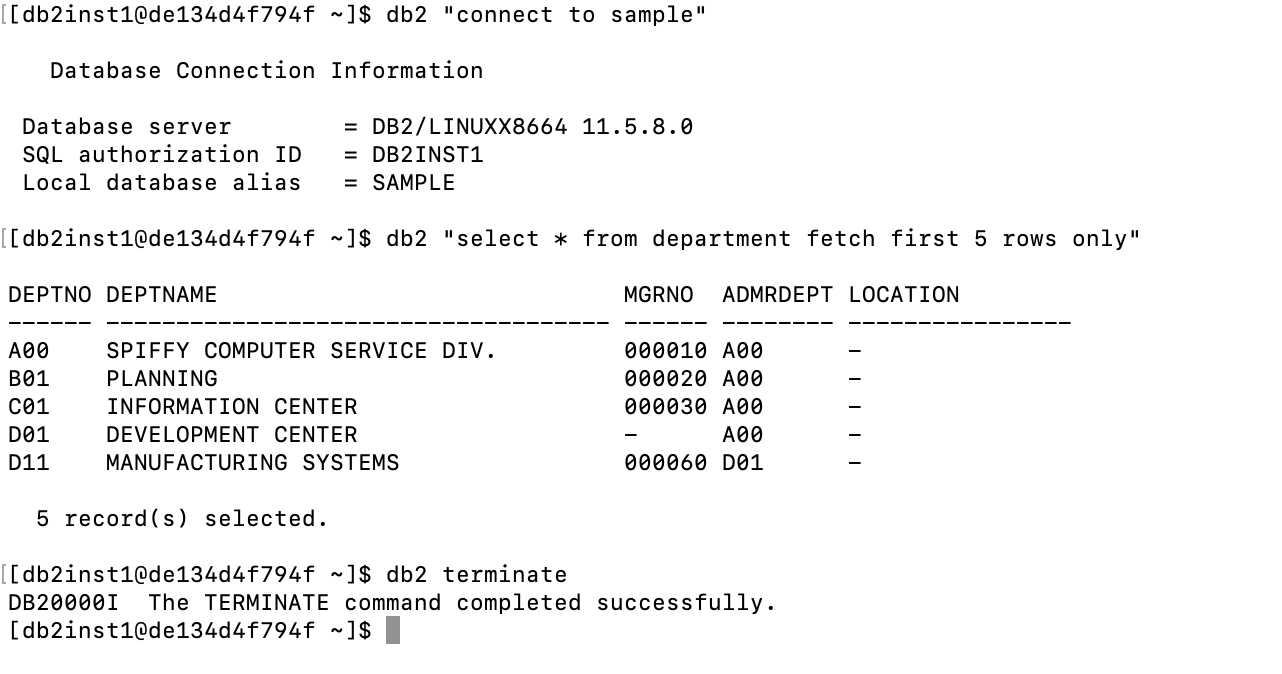 [[db2inst1@de134d4f794f ~]$ db2 "connect to sample"
Database Connection Information
Database server        = DB2/LINUXX8664 11.5.8.0
SQL authorization ID   = DB2INST1
Local database alias   = SAMPLE
[[db2inst1@de134d4f794f ~]$ db2 "select * from department fetch first 5 rows only"
DEPTNO DEPTNAME                             MGRNO  ADMRDEPT LOCATION
------ ------------------------------------ ------ -------- ----------------
A00    SPIFFY COMPUTER SERVICE DIV.         000010 A00      -
B01    PLANNING                             000020 A00      -
C01    INFORMATION CENTER                   000030 A00      -
D01    DEVELOPMENT CENTER                   -      A00      -
D11    MANUFACTURING SYSTEMS                000060 D01      -
5 record(s) selected.
[[db2inst1@de134d4f794f ~]$ db2 terminate
DB20000I  The TERMINATE command completed successfully.
[db2inst1@de134d4f794f ~]$